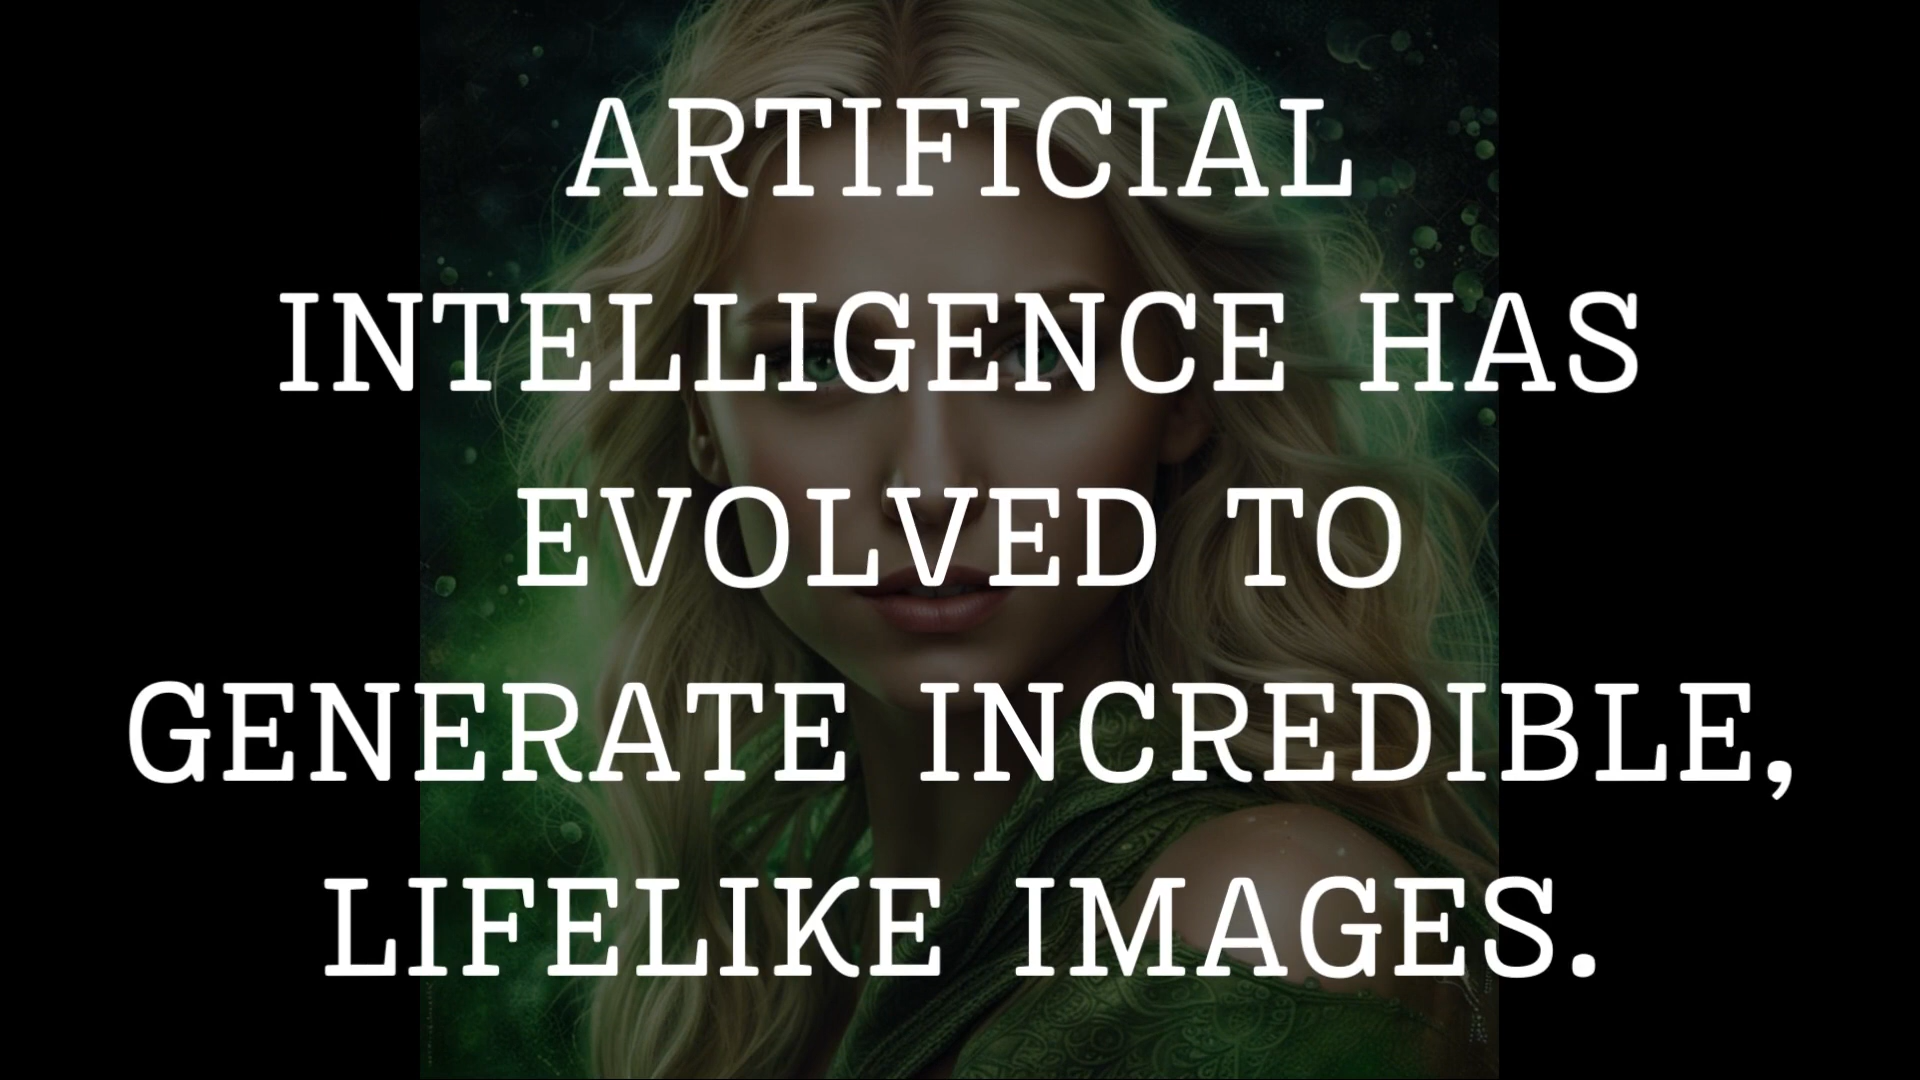 ARTIFICIAL
INTELLIGENCE HAS
EVOLVED TO
GENERATE INCREDIBLE,
LIFELIKE IMAGES.